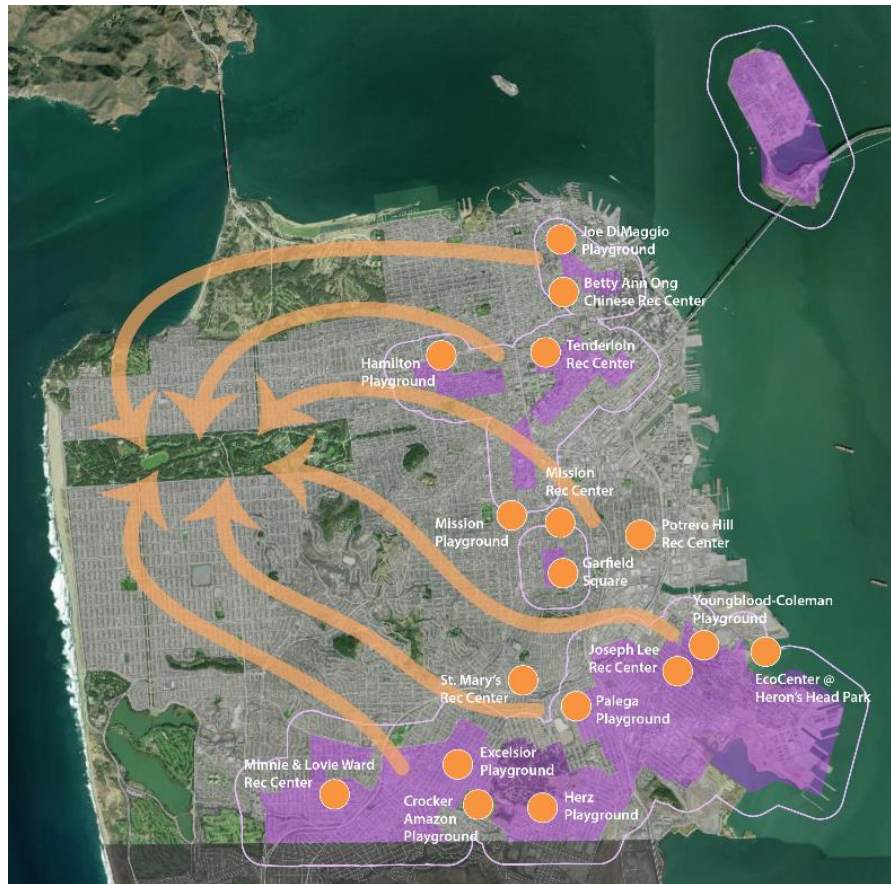 Joe DiMaggio
Playground
Betty Ann Ong
Chinese Rec Center
Tenderloin
Rec Center
Hamilton
Playground
Mission
Rec Center
Mission
Playground
Potrero Hill
Rec Center
Garfield
Square
Youngblood-Coleman
Playground
Joseph Lee
Rec Center
EcoCenter @
Heron's Head Park
St. Mary's
Rec Center
Palega
Playground
Excelsior
Playground
Minnie & Lovie Ward
Rec Center
Crocker
Amazon
Playground
Herz
Playground